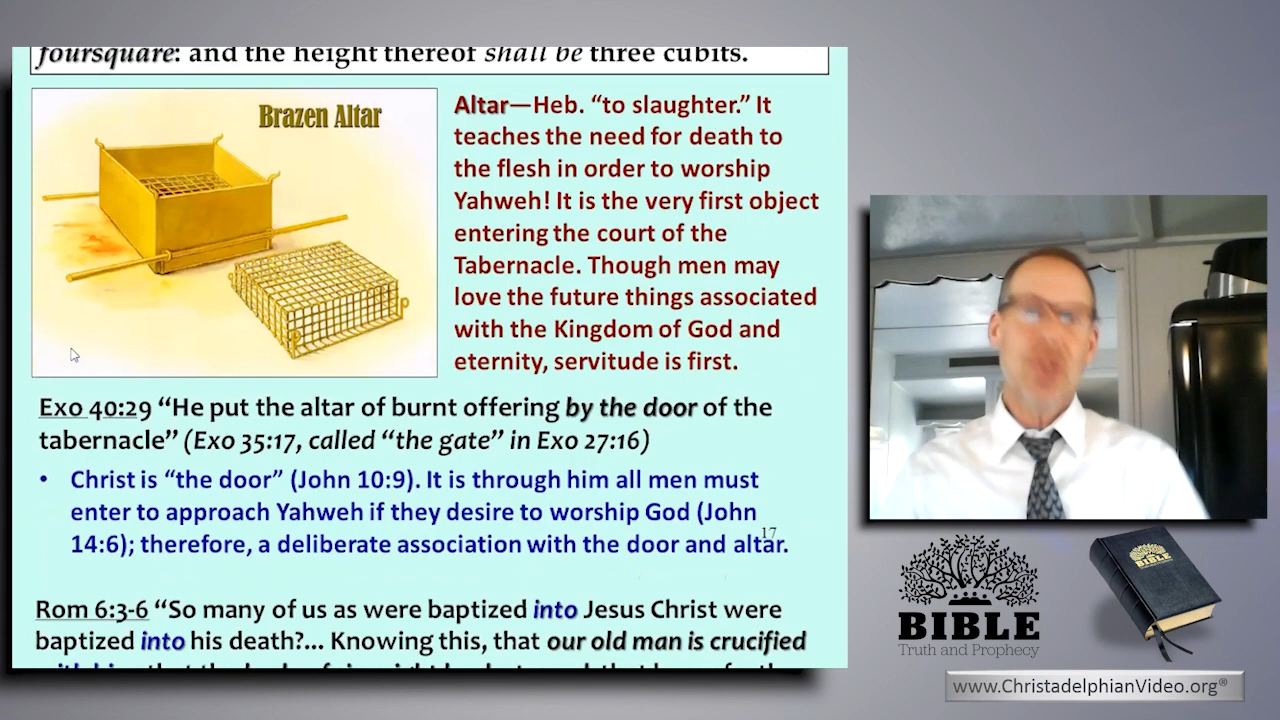 foursquare: and the height thereof shall be three cubits.
Brazen Altar
Altar—Heb. “to slaughter.” It
teaches the need for death to
the flesh in order to worship
Yahweh! It is the very first object
entering the court of the
Tabernacle. Though men may
love the future things associated
with the Kingdom of God and
eternity, servitude is first.
Exo 40:29 “He put the altar of burnt offering by the door of the
tabernacle” (Exo 35:17, called “the gate” in Exo 27:16)
• Christ is “the door” (John 10:9). It is through him all men must
enter to approach Yahweh if they desire to worship God (John
14:6); therefore, a deliberate association with the door and altar.
17
Rom 6:3-6 “So many of us as were baptized into Jesus Christ were
baptized into his death?... Knowing this, that our old man is crucified
BIBLE
Truth and Prophecy
BIBLE
www.ChristadelphianVideo.org®